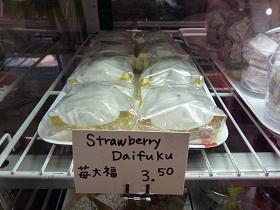 Strawberry
Daifuku
苺大福 3.50